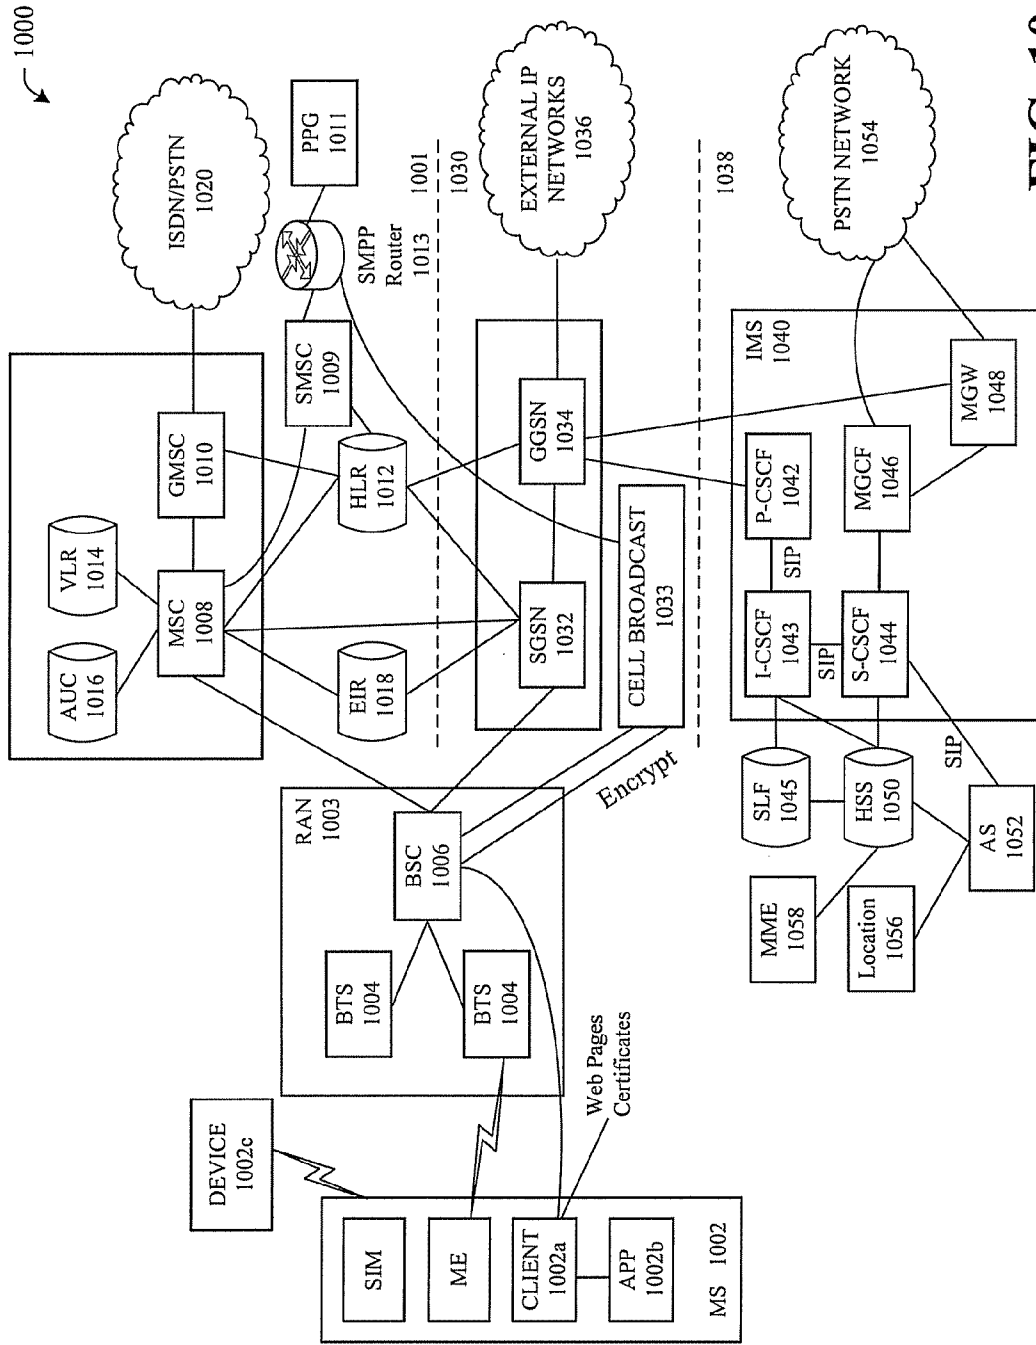 1000
ISDN/PSTN
1020
PPG
1011
SMPP
Router
1013
1001
1030
EXTERNAL IP
NETWORKS
1036
1038
PSTN NETWORK
1054
VLR
1014
AUC
1016
GMSC
1010
MSC
1008
SMSC
1009
HLR
1012
EIR
1018
GGSN
1034
SGSN
1032
CELL BROADCAST
1033
IMS
1040
P-CSCF
1042
SIP
I-CSCF
1043
SIP
MGCF
1046
S-CSCF
1044
MGW
1048
RAN
1003
BSC
1006
BTS
1004
BTS
1004
Encrypt
SLF
1045
HSS
1050
SIP
AS
1052
MME
1058
Location
1056
DEVICE
1002c
SIM
ME
CLIENT
1002a
APP
1002b
MS 1002
Web Pages
Certificates